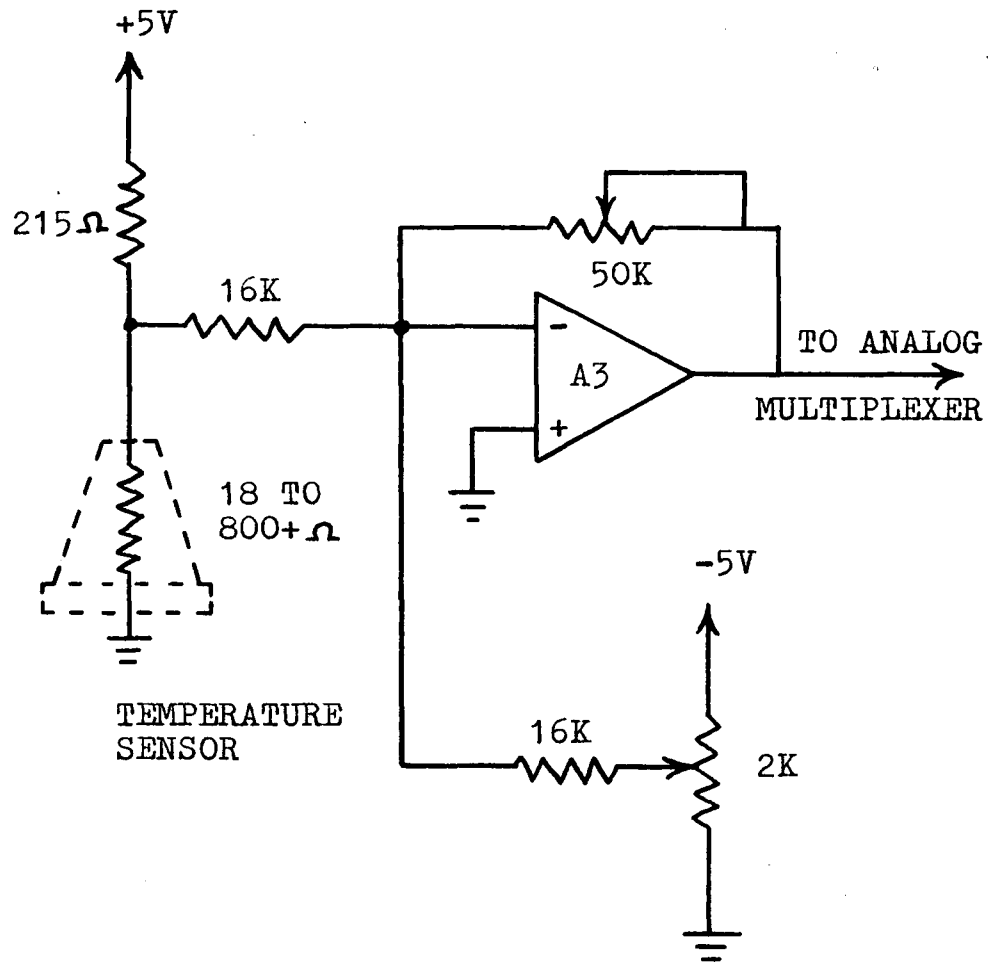 +5V
215Ω
16K
50K
-
A3
+
TO ANALOG
MULTIPLEXER
18 TO
800+Ω
-5V
TEMPERATURE
SENSOR
16K
2K